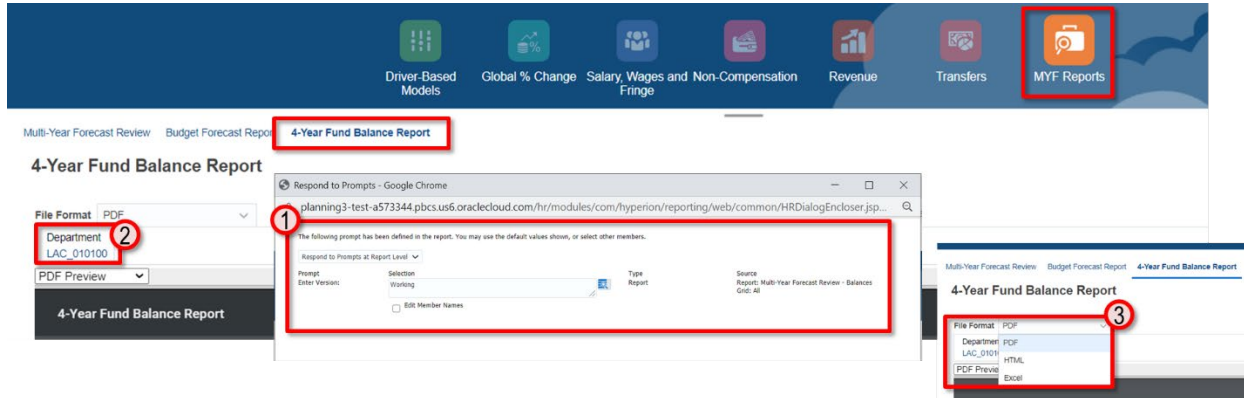 Driver-Based Models
Global % Change
Salary, Wages and Fringe
Non-Compensation
Revenue
Transfers
MYF Reports
Multi-Year Forecast Review
Budget Forecast Repor
4-Year Fund Balance Report
4-Year Fund Balance Report
File Format PDF
Department
2
LAC_010100
PDF Preview
4-Year Fund Balance Report
Respond to Prompts - Google Chrome
planning3-test-a573344.pbcs.us6.oraclecloud.com/hr/modules/com/hyperion/reporting/web/common/HRDialogEncloser.jsp...
1
The following prompt has been defined in the report. You may use the default values shown, or select other members.
Respond to Prompts at Report Level
Prompt Selection Type Source
Enter Version: Working Report Report: Multi-Year Forecast Review - Balances
Grid: All
Edit Member Names
Multi-Year Forecast Review Budget Forecast Report 4-Year Fund Balance Report
4-Year Fund Balance Report
3
File Format PDF
Departmen PDF
LAC_0101
HTML
PDF Previe
Excel